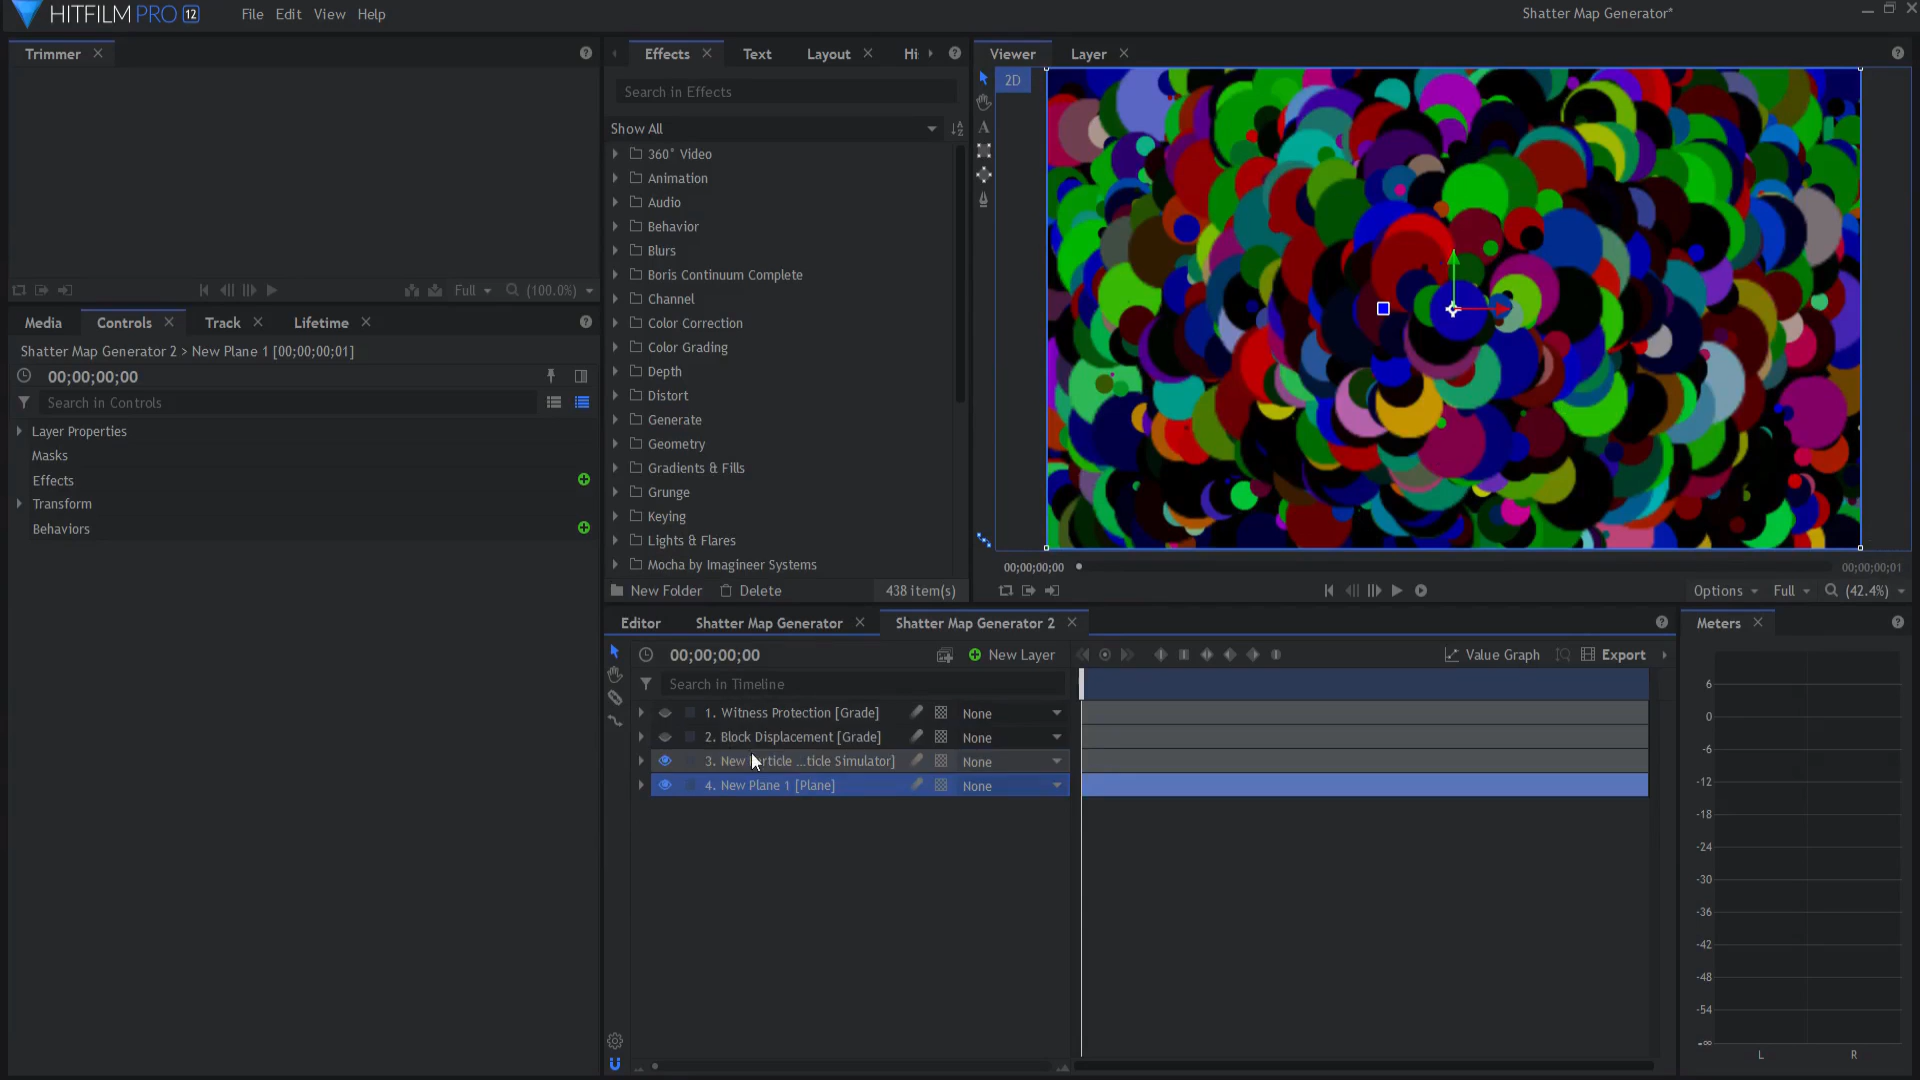 HITFILM PRO 12
File Edit View Help
Shatter Map Generator*
Trimmer
Full (100.0%)
Media Controls Track Lifetime
Shatter Map Generator 2 > New Plane 1 [00;00;00;01]
00;00;00;00
Search in Controls
Layer Properties
Masks
Effects
Transform
Behaviors
Effects Text Layout Hi
Search in Effects
Show All
360° Video
Animation
Audio
Behavior
Blurs
Boris Continuum Complete
Channel
Color Correction
Color Grading
Depth
Distort
Generate
Geometry
Gradients & Fills
Grunge
Keying
Lights & Flares
Mocha by Imagineer Systems
New Folder Delete 438 item(s)
Viewer Layer
2D
00;00;00;00 00;00;00;01
Options Full (42.4%)
Editor Shatter Map Generator Shatter Map Generator 2
00;00;00;00 New Layer Value Graph Export
Search in Timeline
1. Witness Protection [Grade] None
2. Block Displacement [Grade] None
3. New ...ticle Simulator] None
4. New Plane 1 [Plane] None
Meters
6
0
-6
-12
-18
-24
-30
-36
-42
-48
-54
-∞
L R